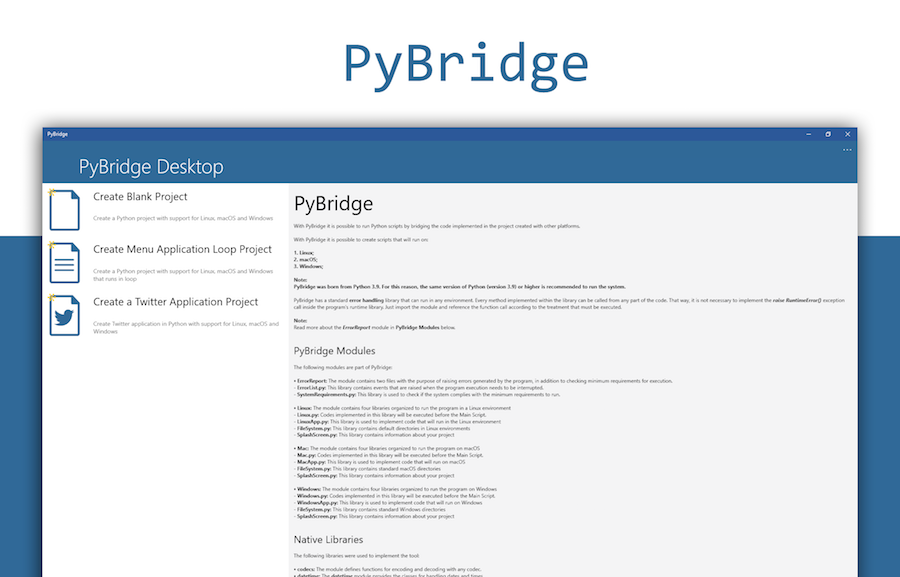 PyBridge
PyBridge
PyBridge Desktop
Create Blank Project
Create a Python project with support for Linus, macOS and Windows
Create Menu Application Loop Project
Create a Python project with support for Linux, macOS and Windows
that runs in loop
Create a Twitter Application Project
Create Twitter application in Python with support for Linux, macOS and
Windows
PyBridge
With PyBridge it is possible to run Python scripts by bridging the code implemented in the project created with other platforms.
With PyBridge it is possible to create scripts that will run on:
1. Linux;
2. macOS;
3. Windows;
Note:
PyBridge was born from Python 3.9. For this reason, the same version of Python (version 3.9) or higher is recommended to run the system.
PyBridge has a standard error handling library that can run in any environment. Every method implemented within the library can be called from any part of the code. That way, it is not necessary to implement the raise RuntimeError() exception
call inside the program's runtime library. Just import the module and reference the function call according to the treatment that must be executed.
Note:
Read more about the ErrorReport module in PyBridge Modules below.
PyBridge Modules
The following modules are part of PyBridge:
• ErrorReport: The module contains two files with the purpose of raising errors generated by the program, in addition to checking minimum requirements for execution.
- ErrorList.py: This library contains events that are raised when the program execution needs to be interrupted.
- SystemRequirements.py: This library is used to check if the system complies with the minimum requirements to run.
• Linux: The module contains four libraries organized to run the program in a Linux environment
- Linux.py: Codes implemented in this library will be executed before the Main Script.
- LinuxApp.py: This library is used to implement code that will run in the Linux environment
- FileSystem.py: This library contains default directories in Linux environments
- SplashScreen.py: This library contains information about your project
• Mac: The module contains four libraries organized to run the program on macOS
- Mac.py: Codes implemented in this library will be executed before the Main Script.
- MacApp.py: This library is used to implement code that will run on macOS
- FileSystem.py: This library contains standard macOS directories
- SplashScreen.py: This library contains information about your project
• Windows: The module contains four libraries organized to run the program on Windows
- Windows.py: Codes implemented in this library will be executed before the Main Script.
- WindowsApp.py: This library is used to implement code that will run on Windows
- FileSystem.py: This library contains standard Windows directories
- SplashScreen.py: This library contains information about your project
Native Libraries
The following libraries were used to implement the tool:
• codecs: The module defines functions for encoding and decoding with any codec.
• datetime: The datetime module provides the classes for handling dates and times.